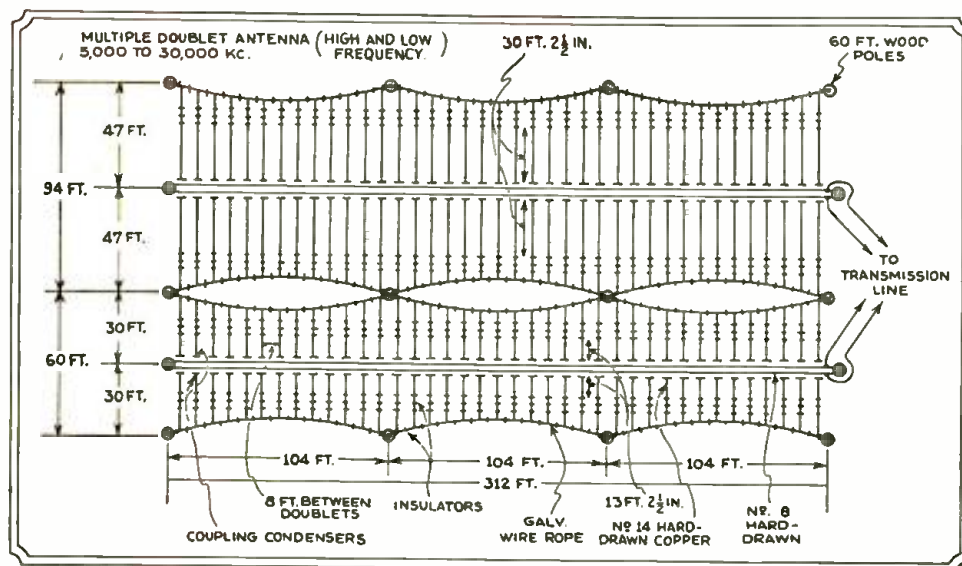 MULTIPLE DOUBLET ANTENNA (HIGH AND LOW
5,000 TO 30,000 KC. FREQUENCY.)
30 FT. 2½ IN.
60 FT. WOOD
POLES
47 FT.
94 FT.
47 FT.
TO
TRANSMISSION
LINE
30 FT.
60 FT.
30 FT.
104 FT. 104 FT. 104 FT.
312 FT.
8 FT. BETWEEN
DOUBLETS
INSULATORS
13 FT. 2½ IN.
COUPLING CONDENSERS
GALV.
WIRE ROPE
Nº 14 HARD-
DRAWN COPPER
Nº. 8
HARD-
DRAWN